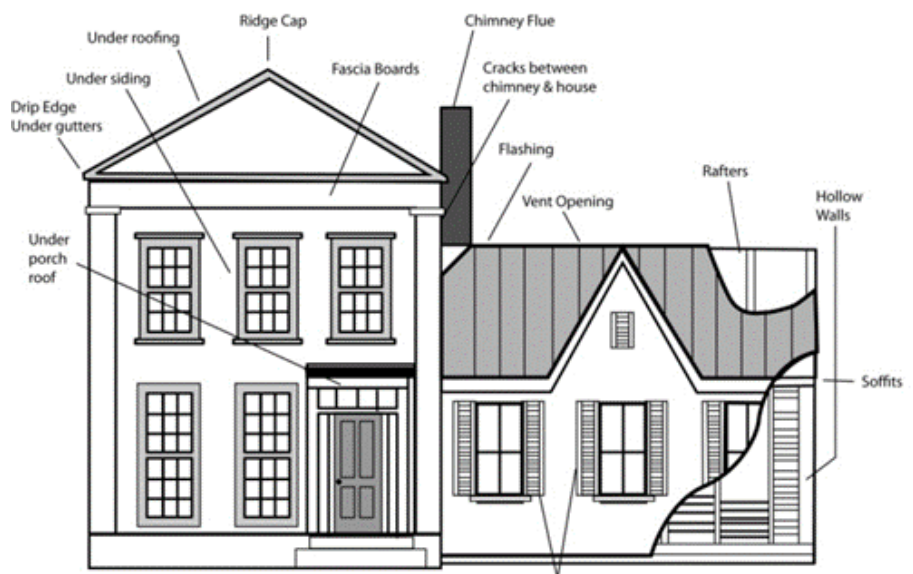 Ridge Cap
Chimney Flue
Under roofing
Under siding
Fascia Boards
Cracks between
chimney & house
Drip Edge
Under gutters
Flashing
Rafters
Vent Opening
Hollow
Walls
Under
porch
roof
Soffits